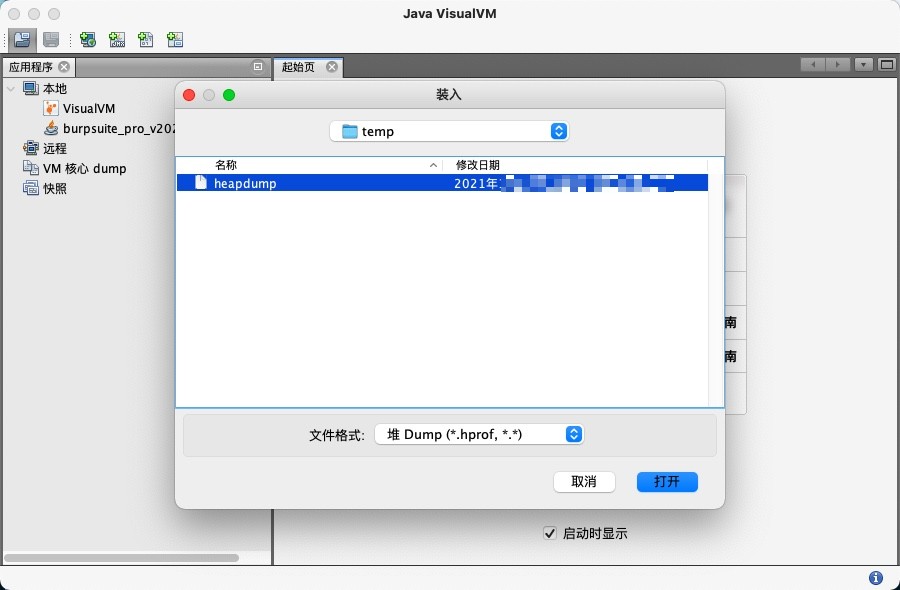 Java VisualVM
应用程序
起始页
本地
VisualVM
burpsuite_pro_v202
远程
VM 核心 dump
快照
装入
temp
名称
修改日期
heapdump
2021年
南
南
文件格式:
堆 Dump (*.hprof, *.*)
取消
打开
启动时显示